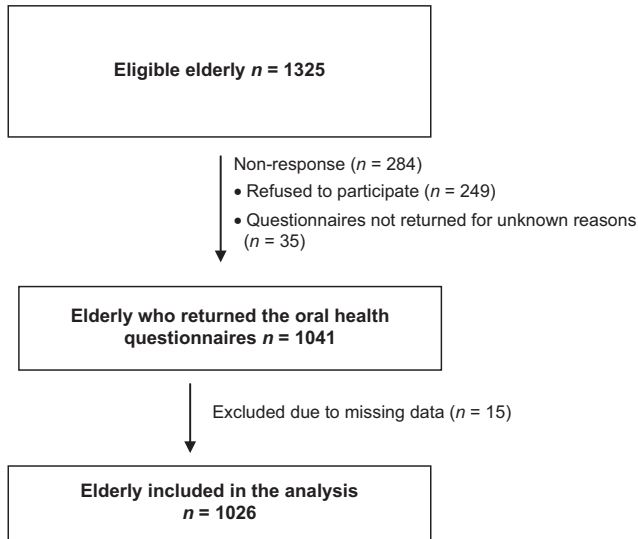 Eligible elderly n = 1325
Non-response (n = 284)
• Refused to participate (n = 249)
• Questionnaires not returned for unknown reasons
(n = 35)
Elderly who returned the oral health
questionnaires n = 1041
Excluded due to missing data (n = 15)
Elderly included in the analysis
n = 1026